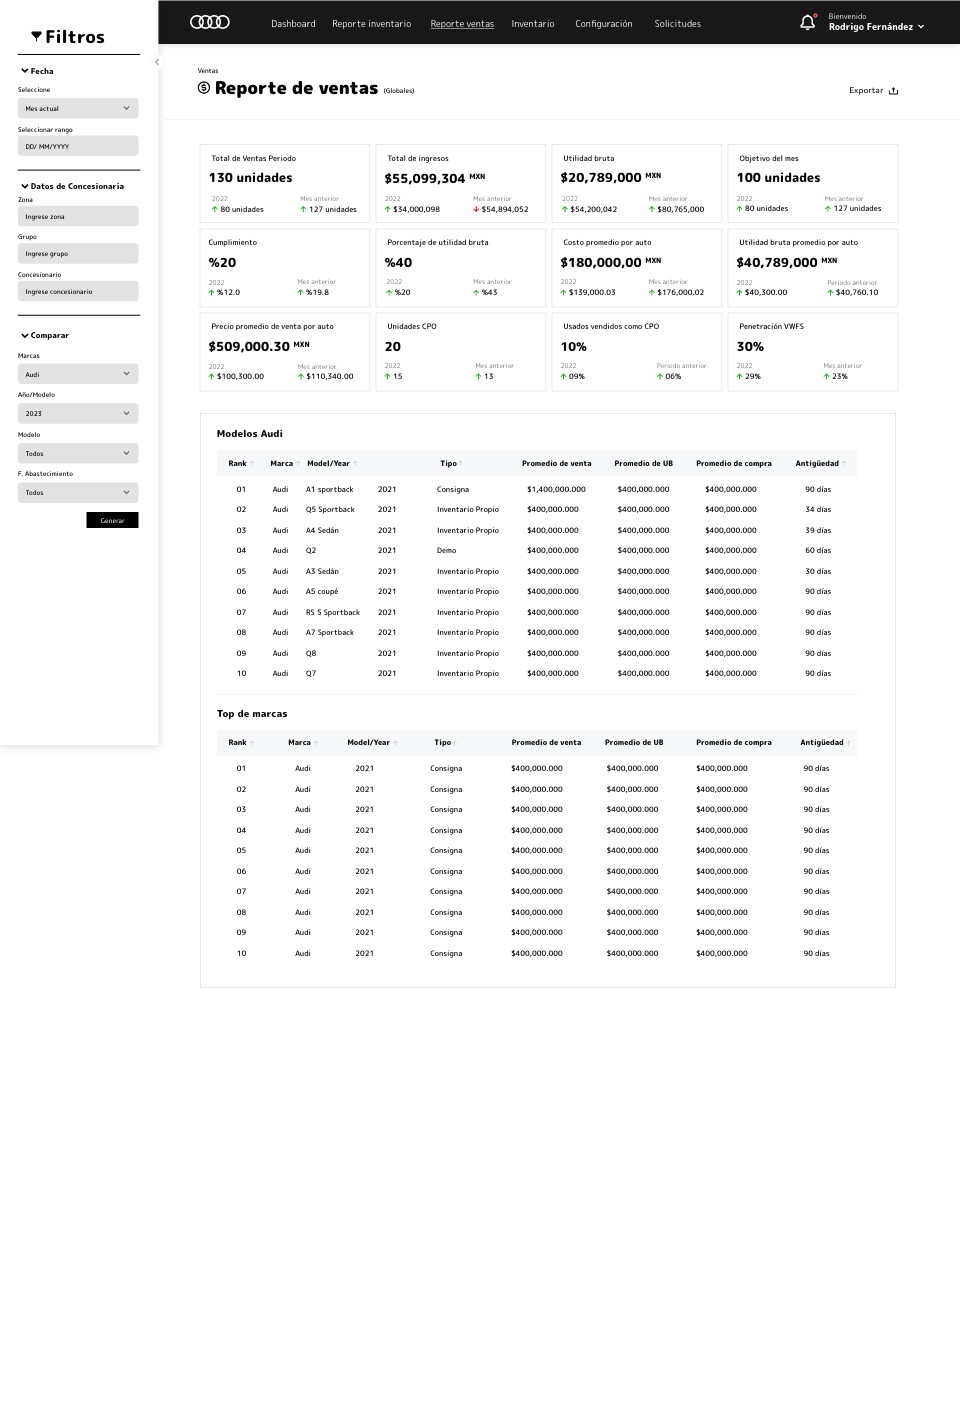 Filtros
Fecha
Seleccione
Mes actual
Seleccionar rango
DD/ MM/YYYY
Datos de Concesionaria
Zona
Ingrese zona
Grupo
Ingrese grupo
Concesionario
Ingrese concesionario
Comparar
Marcas
Audi
Año/Modelo
2023
Modelo
Todos
F. Abastecimiento
Todos
Generar
Dashboard Reporte inventario Reporte ventas Inventario Configuración Solicitudes
Bienvenido
Rodrigo Fernández
Ventas
Reporte de ventas (Globales)
Exportar
Total de Ventas Periodo
130 unidades
2022 Mes anterior
80 unidades 127 unidades
Total de ingresos
$55,099,304 MXN
2022 Mes anterior
$34,000,098 $54,894,052
Utilidad bruta
$20,789,000 MXN
2022 Mes anterior
$54,200,042 $80,765,000
Objetivo del mes
100 unidades
2022 Mes anterior
80 unidades 127 unidades
Cumplimiento
%20
2022 Mes anterior
%12.0 %19.8
Porcentaje de utilidad bruta
%40
2022 Mes anterior
%20 %43
Costo promedio por auto
$180,000,00 MXN
2022 Mes anterior
$139,000.03 $176,000.02
Utilidad bruta promedio por auto
$40,789,000 MXN
2022 Periodo anterior
$40,300.00 $40,760.10
Precio promedio de venta por auto
$509,000.30 MXN
2022 Mes anterior
$100,300.00 $110,340.00
Unidades CPO
20
2022 Mes anterior
15 13
Usados vendidos como CPO
10%
2022 Periodo anterior
09% 06%
Penetración VWFS
30%
2022 Mes anterior
29% 23%
Modelos Audi
Rank Marca Model/Year Tipo Promedio de venta Promedio de UB Promedio de compra Antigüedad
01 Audi A1 sportback 2021 Consigna $1,400,000.000 $400,000.000 $400,000.000 90 días
02 Audi Q5 Sportback 2021 Inventario Propio $400,000.000 $400,000.000 $400,000.000 34 días
03 Audi A4 Sedán 2021 Inventario Propio $400,000.000 $400,000.000 $400,000.000 39 días
04 Audi Q2 2021 Demo $400,000.000 $400,000.000 $400,000.000 60 días
05 Audi A3 Sedán 2021 Inventario Propio $400,000.000 $400,000.000 $400,000.000 30 días
06 Audi A5 coupé 2021 Inventario Propio $400,000.000 $400,000.000 $400,000.000 90 días
07 Audi RS 5 Sportback 2021 Inventario Propio $400,000.000 $400,000.000 $400,000.000 90 días
08 Audi A7 Sportback 2021 Inventario Propio $400,000.000 $400,000.000 $400,000.000 90 días
09 Audi Q8 2021 Inventario Propio $400,000.000 $400,000.000 $400,000.000 90 días
10 Audi Q7 2021 Inventario Propio $400,000.000 $400,000.000 $400,000.000 90 días
Top de marcas
Rank Marca Model/Year Tipo Promedio de venta Promedio de UB Promedio de compra Antigüedad
01 Audi 2021 Consigna $400,000.000 $400,000.000 $400,000.000 90 días
02 Audi 2021 Consigna $400,000.000 $400,000.000 $400,000.000 90 días
03 Audi 2021 Consigna $400,000.000 $400,000.000 $400,000.000 90 días
04 Audi 2021 Consigna $400,000.000 $400,000.000 $400,000.000 90 días
05 Audi 2021 Consigna $400,000.000 $400,000.000 $400,000.000 90 días
06 Audi 2021 Consigna $400,000.000 $400,000.000 $400,000.000 90 días
07 Audi 2021 Consigna $400,000.000 $400,000.000 $400,000.000 90 días
08 Audi 2021 Consigna $400,000.000 $400,000.000 $400,000.000 90 días
09 Audi 2021 Consigna $400,000.000 $400,000.000 $400,000.000 90 días
10 Audi 2021 Consigna $400,000.000 $400,000.000 $400,000.000 90 días